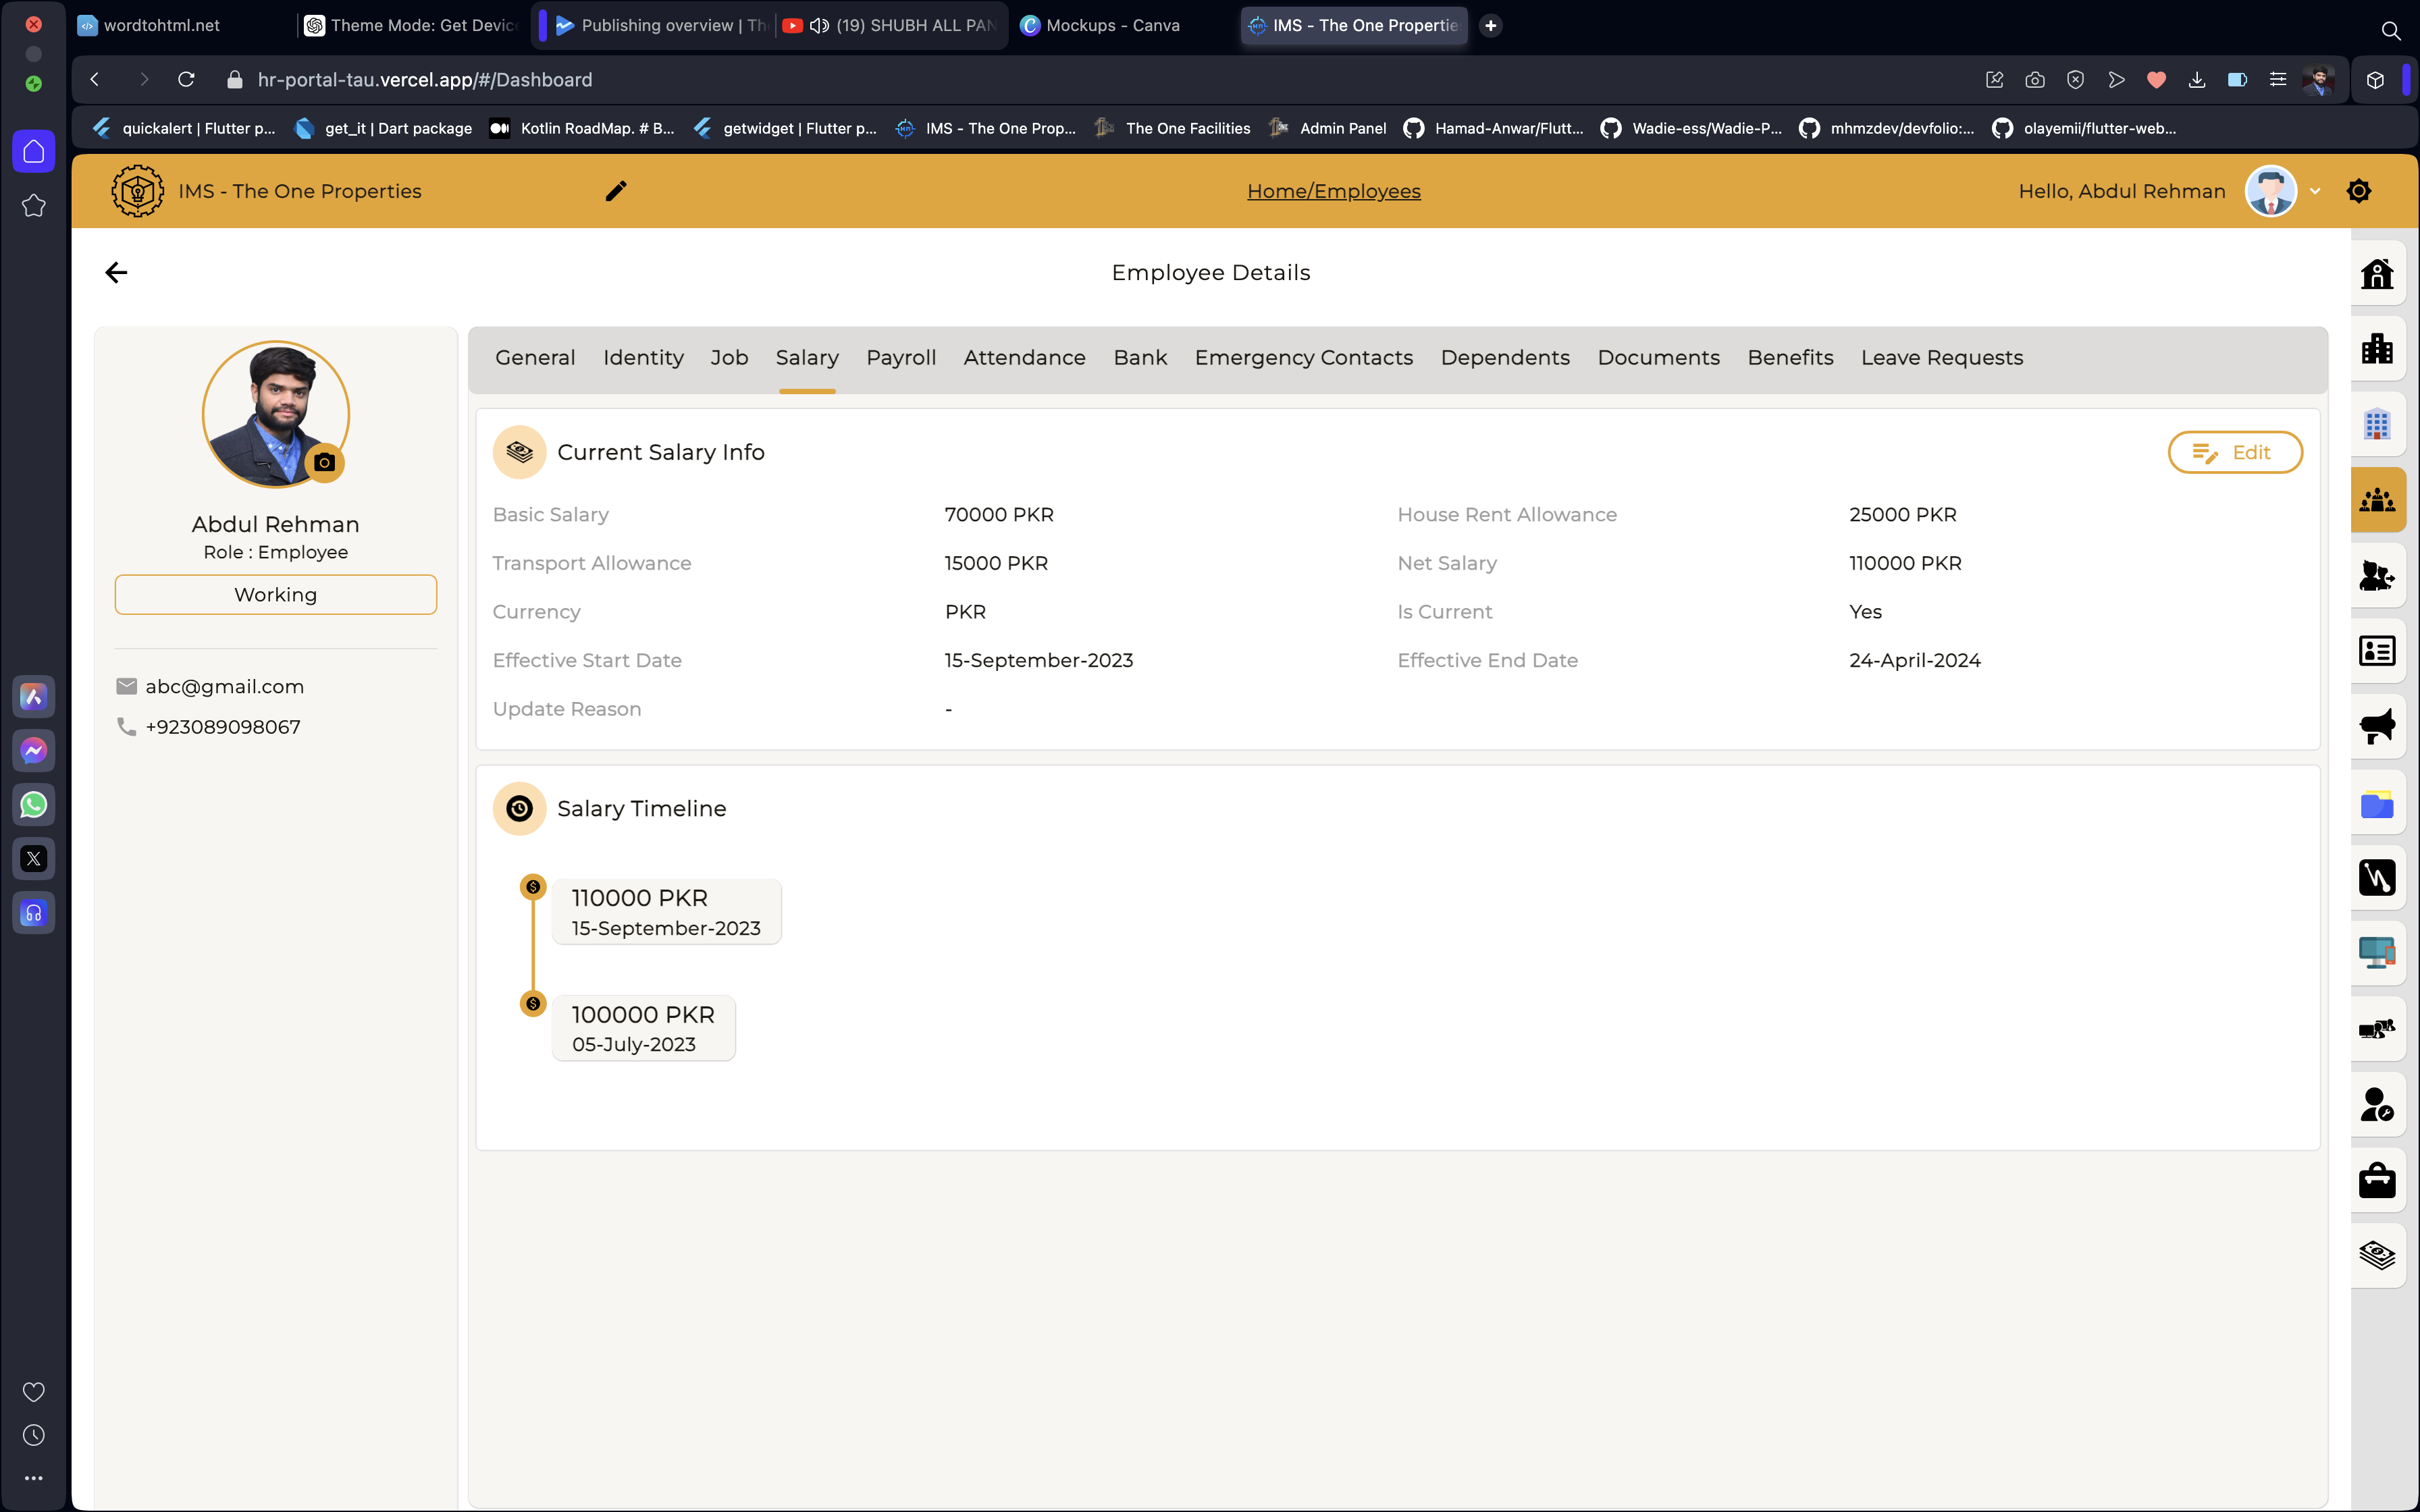 wordtohtml.net
Theme Mode: Get Devic
Publishing overview | Th
(19) SHUBH ALL PAN
Mockups - Canva
IMS - The One Propertie
hr-portal-tau.vercel.app/#/Dashboard
quickalert | Flutter p...
get_it | Dart package
Kotlin RoadMap. # B...
getwidget | Flutter p...
IMS - The One Prop...
The One Facilities
Admin Panel
Hamad-Anwar/Flutt...
Wadie-ess/Wadie-P...
mhmzdev/devfolio:...
olayemii/flutter-web...
IMS - The One Properties
Home/Employees
Hello, Abdul Rehman
Employee Details
Abdul Rehman
Role : Employee
Working
abc@gmail.com
+923089098067
General
Identity
Job
Salary
Payroll
Attendance
Bank
Emergency Contacts
Dependents
Documents
Benefits
Leave Requests
Current Salary Info
Edit
Basic Salary
70000 PKR
House Rent Allowance
25000 PKR
Transport Allowance
15000 PKR
Net Salary
110000 PKR
Currency
PKR
Is Current
Yes
Effective Start Date
15-September-2023
Effective End Date
24-April-2024
Update Reason
-
Salary Timeline
110000 PKR
15-September-2023
100000 PKR
05-July-2023